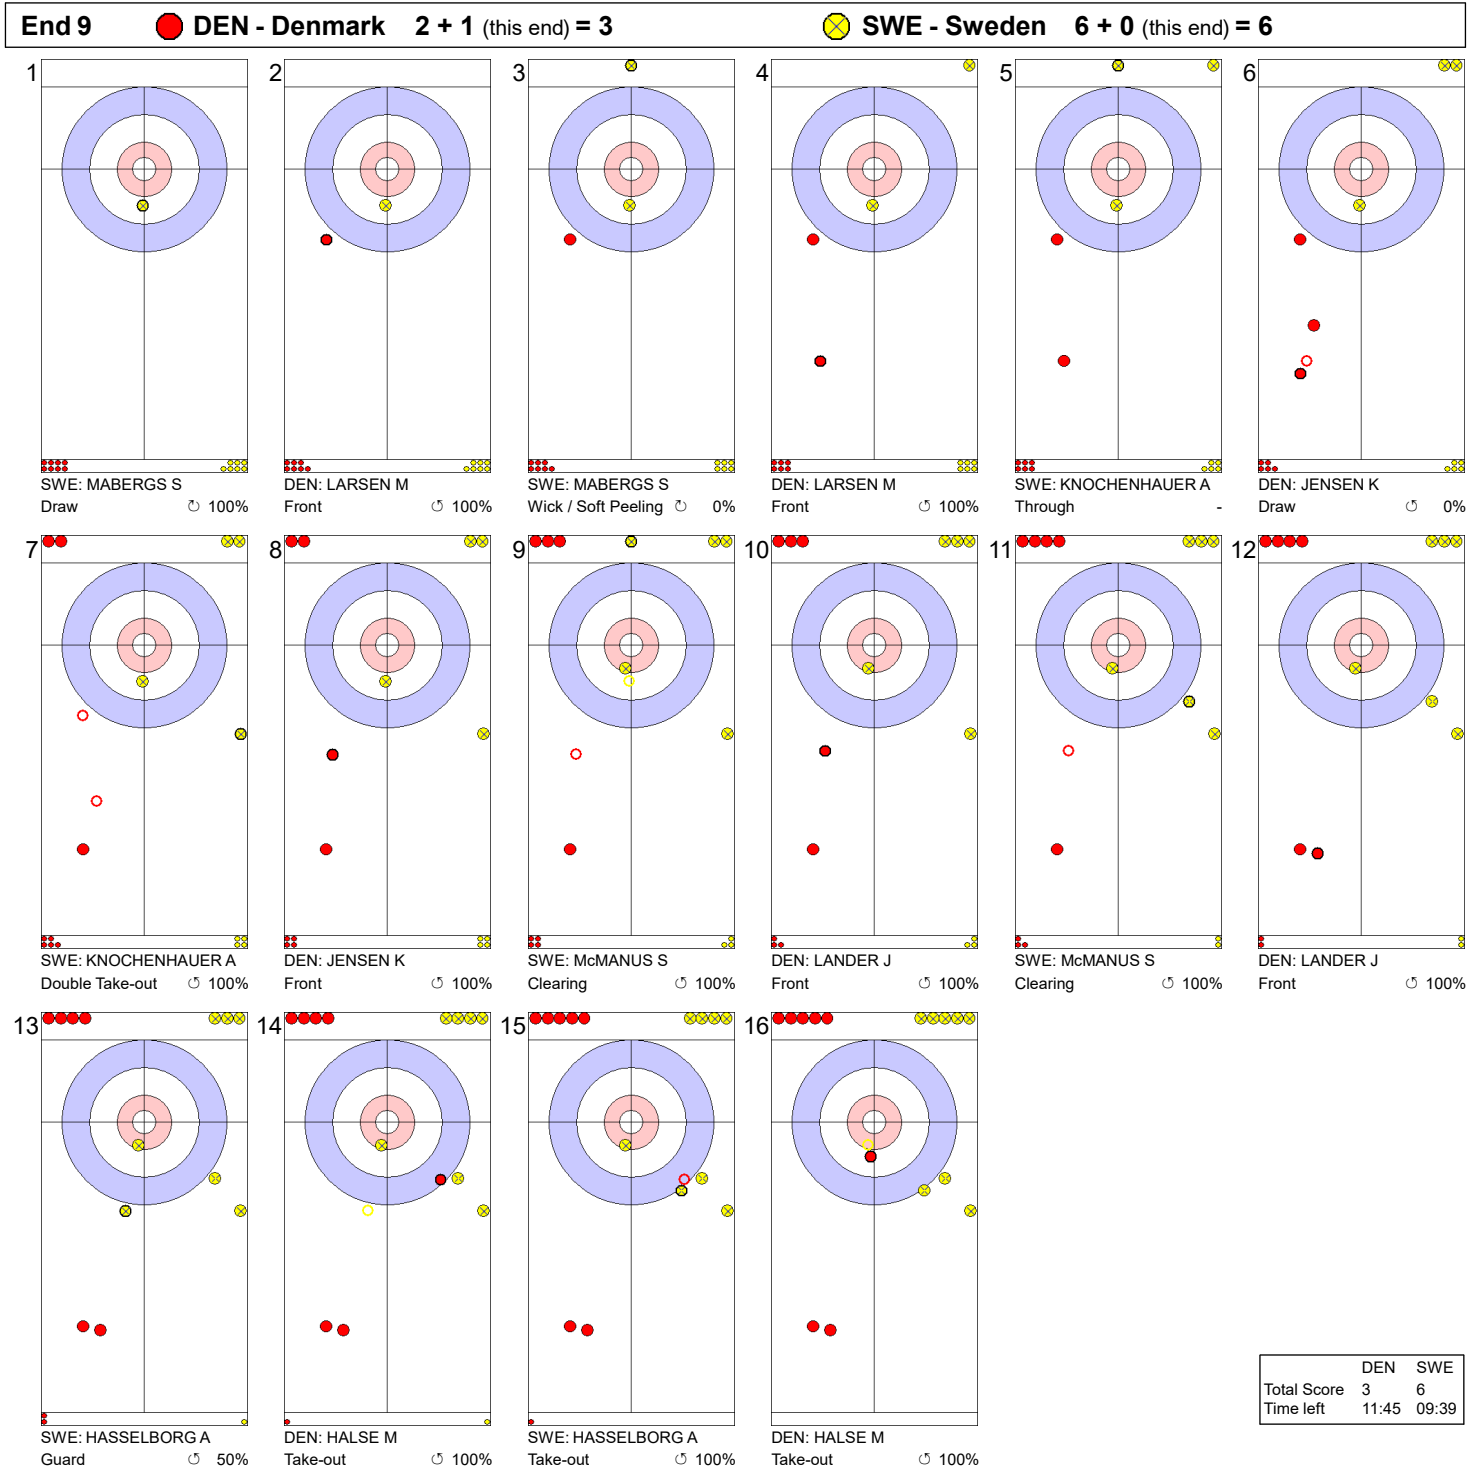 End 9 DEN - Denmark 2 + 1 (this end) = 3 SWE - Sweden 6 + 0 (this end) = 6
1 2 3 4 5 6
SWE: MABERGS S DEN: LARSEN M SWE: MABERGS S DEN: LARSEN M SWE: KNOCHENHAUER A DEN: JENSEN K
Draw 100% Front 100% Wick / Soft Peeling 0% Front 100% Through - Draw 0%
7 8 9 10 11 12
SWE: KNOCHENHAUER A DEN: JENSEN K SWE: McMANUS S DEN: LANDER J SWE: McMANUS S DEN: LANDER J
Double Take-out 100% Front 100% Clearing 100% Front 100% Clearing 100% Front 100%
13 14 15 16
DEN SWE
Total Score 3 6
Time left 11:45 09:39
SWE: HASSELBORG A DEN: HALSE M SWE: HASSELBORG A DEN: HALSE M
Guard 50% Take-out 100% Take-out 100% Take-out 100%